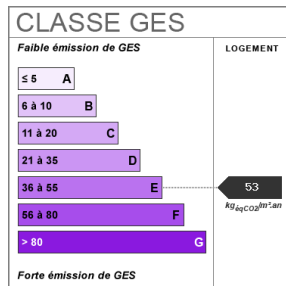 CLASSE GES
Faible émission de GES
LOGEMENT
≤ 5 A
6 à 10 B
11 à 20 C
21 à 35 D
36 à 55 E
53
kgéqCO2/m².an
56 à 80 F
> 80 G
Forte émission de GES